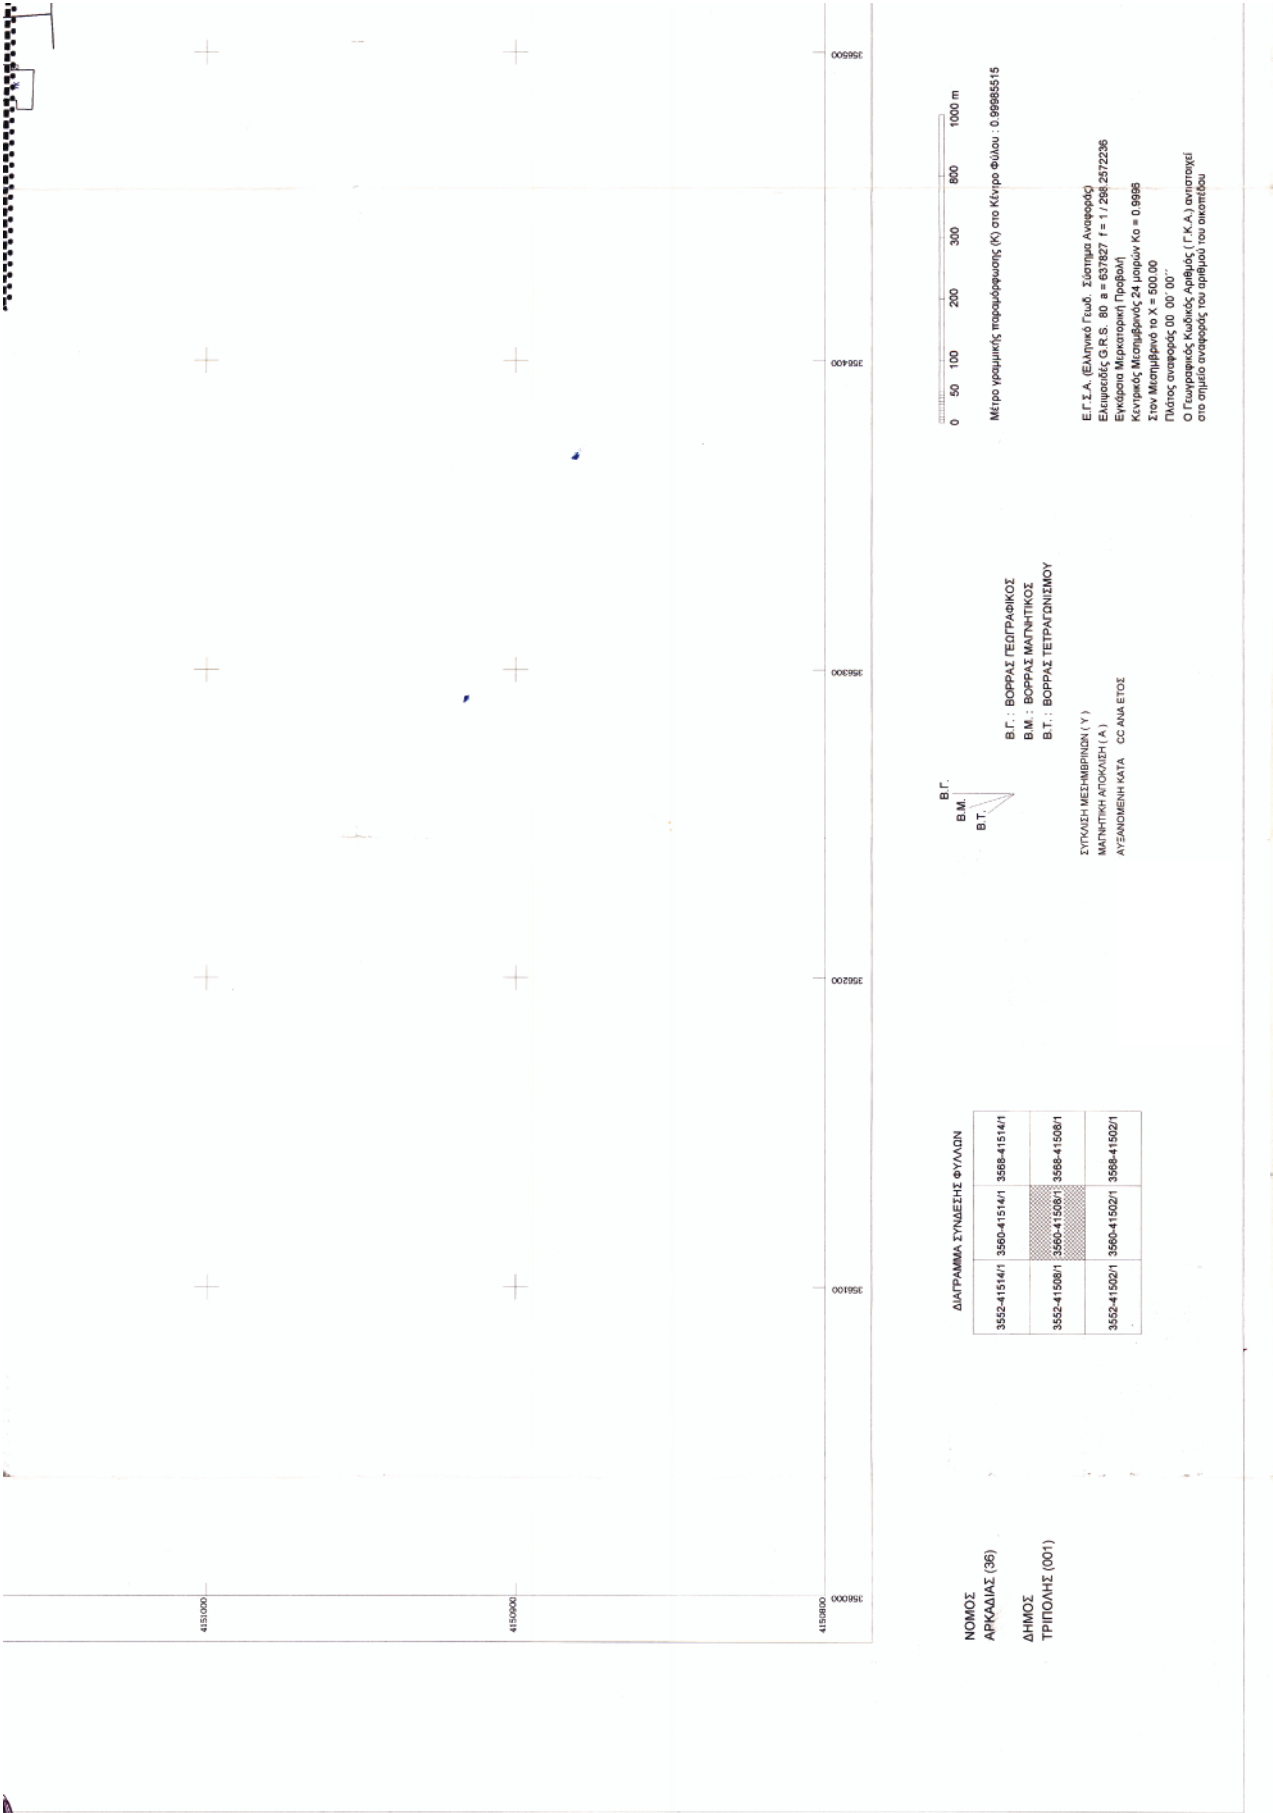 4151000
4150900
4150800
356000
356100
356200
356300
356400
356500
ΝΟΜΟΣ
ΑΡΚΑΔΙΑΣ (36)
ΔΗΜΟΣ
ΤΡΙΠΟΛΗΣ (001)
ΔΙΑΓΡΑΜΜΑ ΣΥΝΔΕΣΗΣ ΦΥΛΛΩΝ
3552-41514/1 3560-41514/1 3568-41514/1
3552-41508/1 3560-41508/1 3568-41508/1
3552-41502/1 3560-41502/1 3568-41502/1
Β.Γ.
Β.Μ.
Β.Τ.
Β.Γ. : ΒΟΡΡΑΣ ΓΕΩΓΡΑΦΙΚΟΣ
Β.Μ. : ΒΟΡΡΑΣ ΜΑΓΝΗΤΙΚΟΣ
Β.Τ. : ΒΟΡΡΑΣ ΤΕΤΡΑΓΩΝΙΣΜΟΥ
ΣΥΓΚΛΙΣΗ ΜΕΣΗΜΒΡΙΝΩΝ ( Υ )
ΜΑΓΝΗΤΙΚΗ ΑΠΟΚΛΙΣΗ ( Α )
ΑΥΞΑΝΟΜΕΝΗ ΚΑΤΑ CC ΑΝΑ ΕΤΟΣ
0 50 100 200 300 800 1000 m
Μέτρο γραμμικής παραμόρφωσης (Κ) στο Κέντρο Φύλου : 0.99985515
Ε.Γ.Σ.Α. (Ελληνικό Γεωδ. Σύστημα Αναφοράς)
Ελειψοειδές G.R.S. 80 a = 637827 f = 1 / 298.2572236
Εγκάρσια Μερκατορική Προβολή
Κεντρικός Μεσημβρινός 24 μοιρών Κο = 0.9996
Στον Μεσημβρινό το Χ = 500.00
Πλάτος αναφοράς 00 00΄ 00΄΄
Ο Γεωγραφικός Κωδικός Αριθμός ( Γ.Κ.Α.) αντιστοιχεί
στο σημείο αναφοράς του αριθμού του οικοπέδου